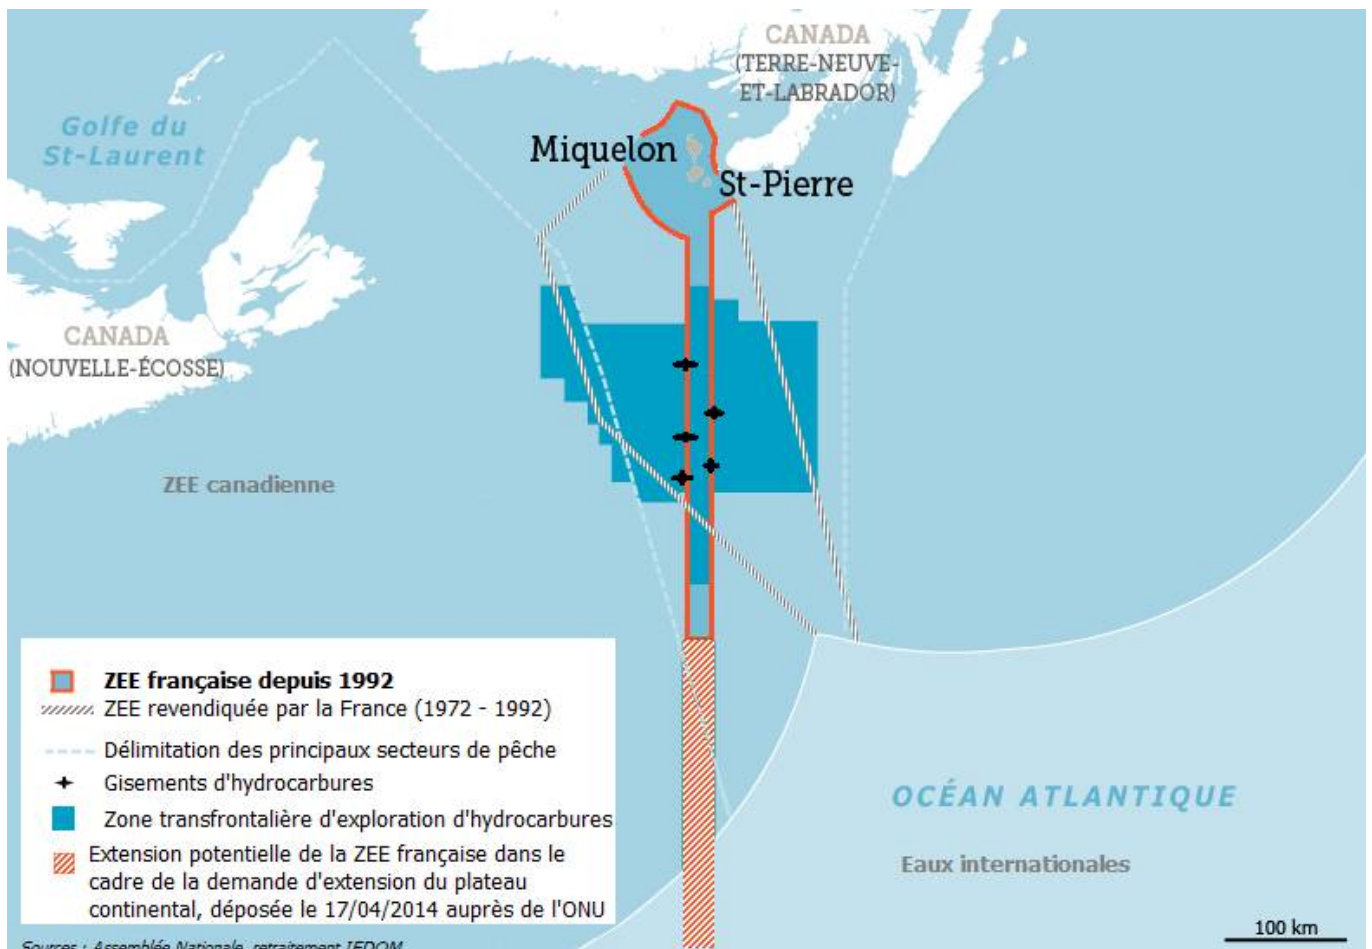 CANADA
(TERRE-NEUVE-
ET-LABRADOR)
Golfe du
St-Laurent
Miquelon
St-Pierre
CANADA
(NOUVELLE-ÉCOSSE)
ZEE canadienne
ZEE française depuis 1992
ZEE revendiquée par la France (1972 - 1992)
Délimitation des principaux secteurs de pêche
Gisements d'hydrocarbures
Zone transfrontalière d'exploration d'hydrocarbures
Extension potentielle de la ZEE française dans le
cadre de la demande d'extension du plateau
continental, déposée le 17/04/2014 auprès de l'ONU
OCÉAN ATLANTIQUE
Eaux internationales
100 km
Sources : Assemblée Nationale, retraitement IEDOM